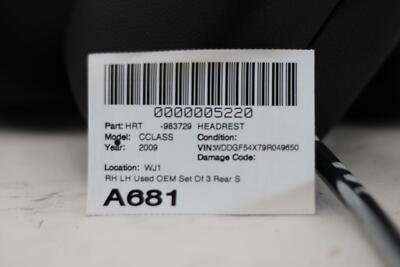 0000005220
Part: HRT -983729 HEADREST
Model: CCLASS Condition:
Year: 2009 VIN:WDDGF54X79R049650
Damage Code:
Location: WJ1
RH LH Used OEM Set Of 3 Rear S
A681